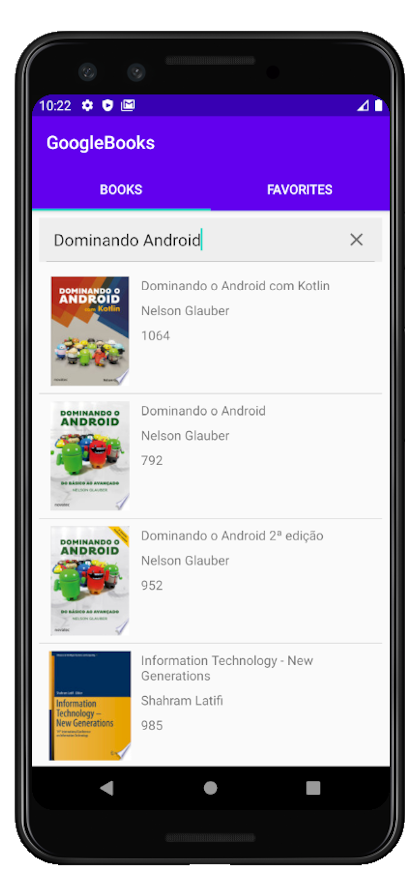 10:22
GoogleBooks
BOOKS FAVORITES
Dominando Android
DOMINANDO O
ANDROID
com Kotlin
Dominando o Android com Kotlin
Nelson Glauber
1064
DOMINANDO O
ANDROID
DO BÁSICO AO AVANÇADO
NELSON GLAUBER
Dominando o Android
Nelson Glauber
792
DOMINANDO O
ANDROID
DO BÁSICO AO AVANÇADO
NELSON GLAUBER
Dominando o Android 2ª edição
Nelson Glauber
952
Information
Technology –
New Generations
Information Technology - New
Generations
Shahram Latifi
985